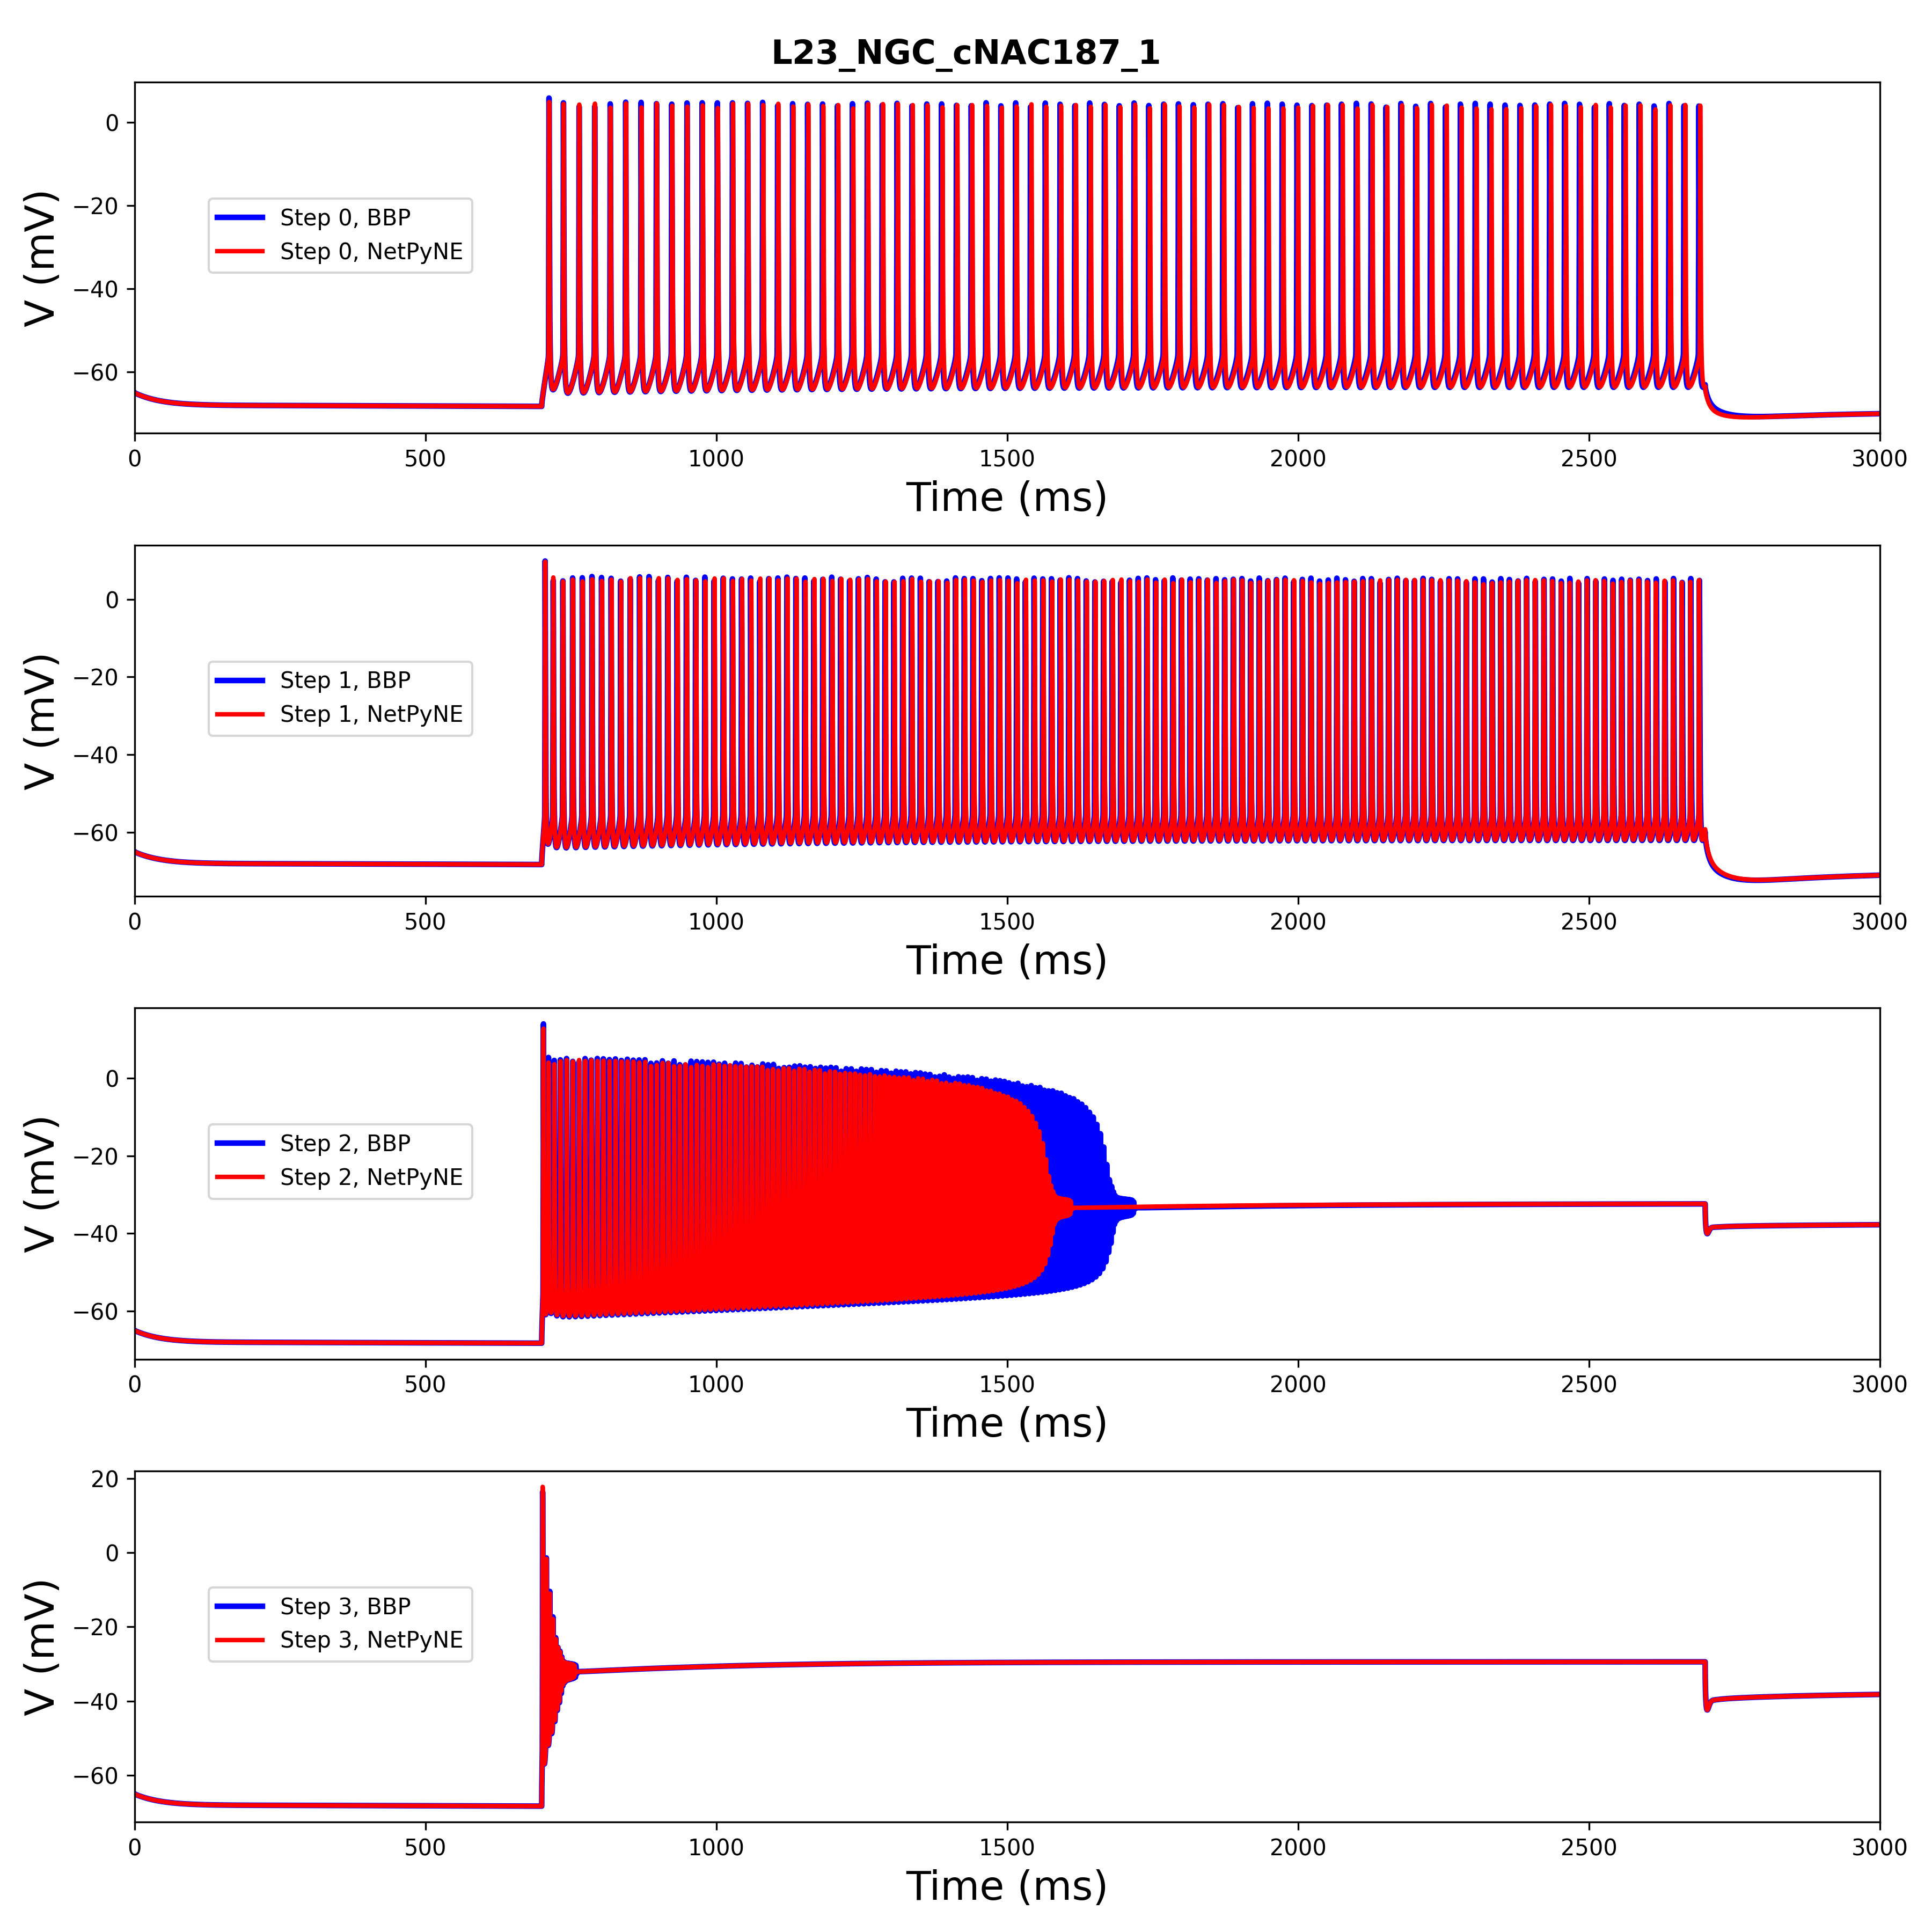 L23_NGC_cNAC187_1
0
−20
−40
−60
V (mV)
Step 0, BBP
Step 0, NetPyNE
0 500 1000 1500 2000 2500 3000
Time (ms)
0
−20
−40
−60
V (mV)
Step 1, BBP
Step 1, NetPyNE
0 500 1000 1500 2000 2500 3000
Time (ms)
0
−20
−40
−60
V (mV)
Step 2, BBP
Step 2, NetPyNE
0 500 1000 1500 2000 2500 3000
Time (ms)
20
0
−20
−40
−60
V (mV)
Step 3, BBP
Step 3, NetPyNE
0 500 1000 1500 2000 2500 3000
Time (ms)